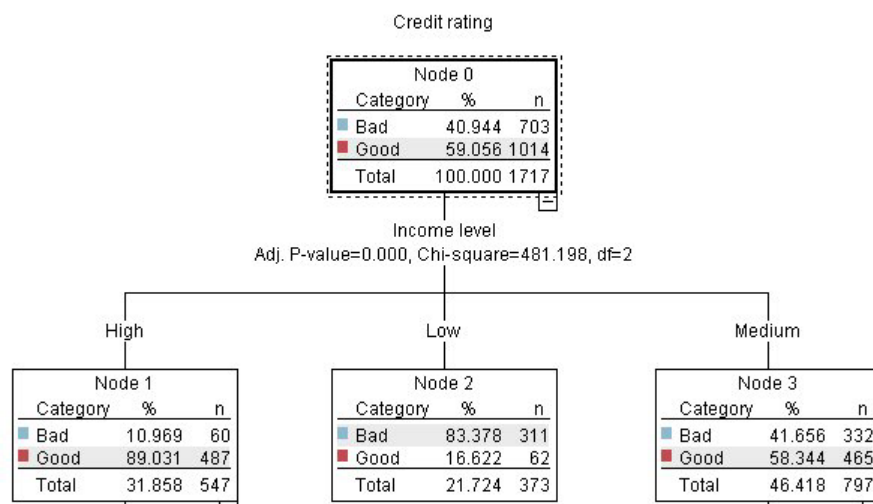 Credit rating
Node 0
Category % n
Bad 40.944 703
Good 59.056 1014
Total 100.000 1717
Income level
Adj. P-value=0.000, Chi-square=481.198, df=2
High Low Medium
Node 1
Category % n
Bad 10.969 60
Good 89.031 487
Total 31.858 547
Node 2
Category % n
Bad 83.378 311
Good 16.622 62
Total 21.724 373
Node 3
Category % n
Bad 41.656 332
Good 58.344 465
Total 46.418 797